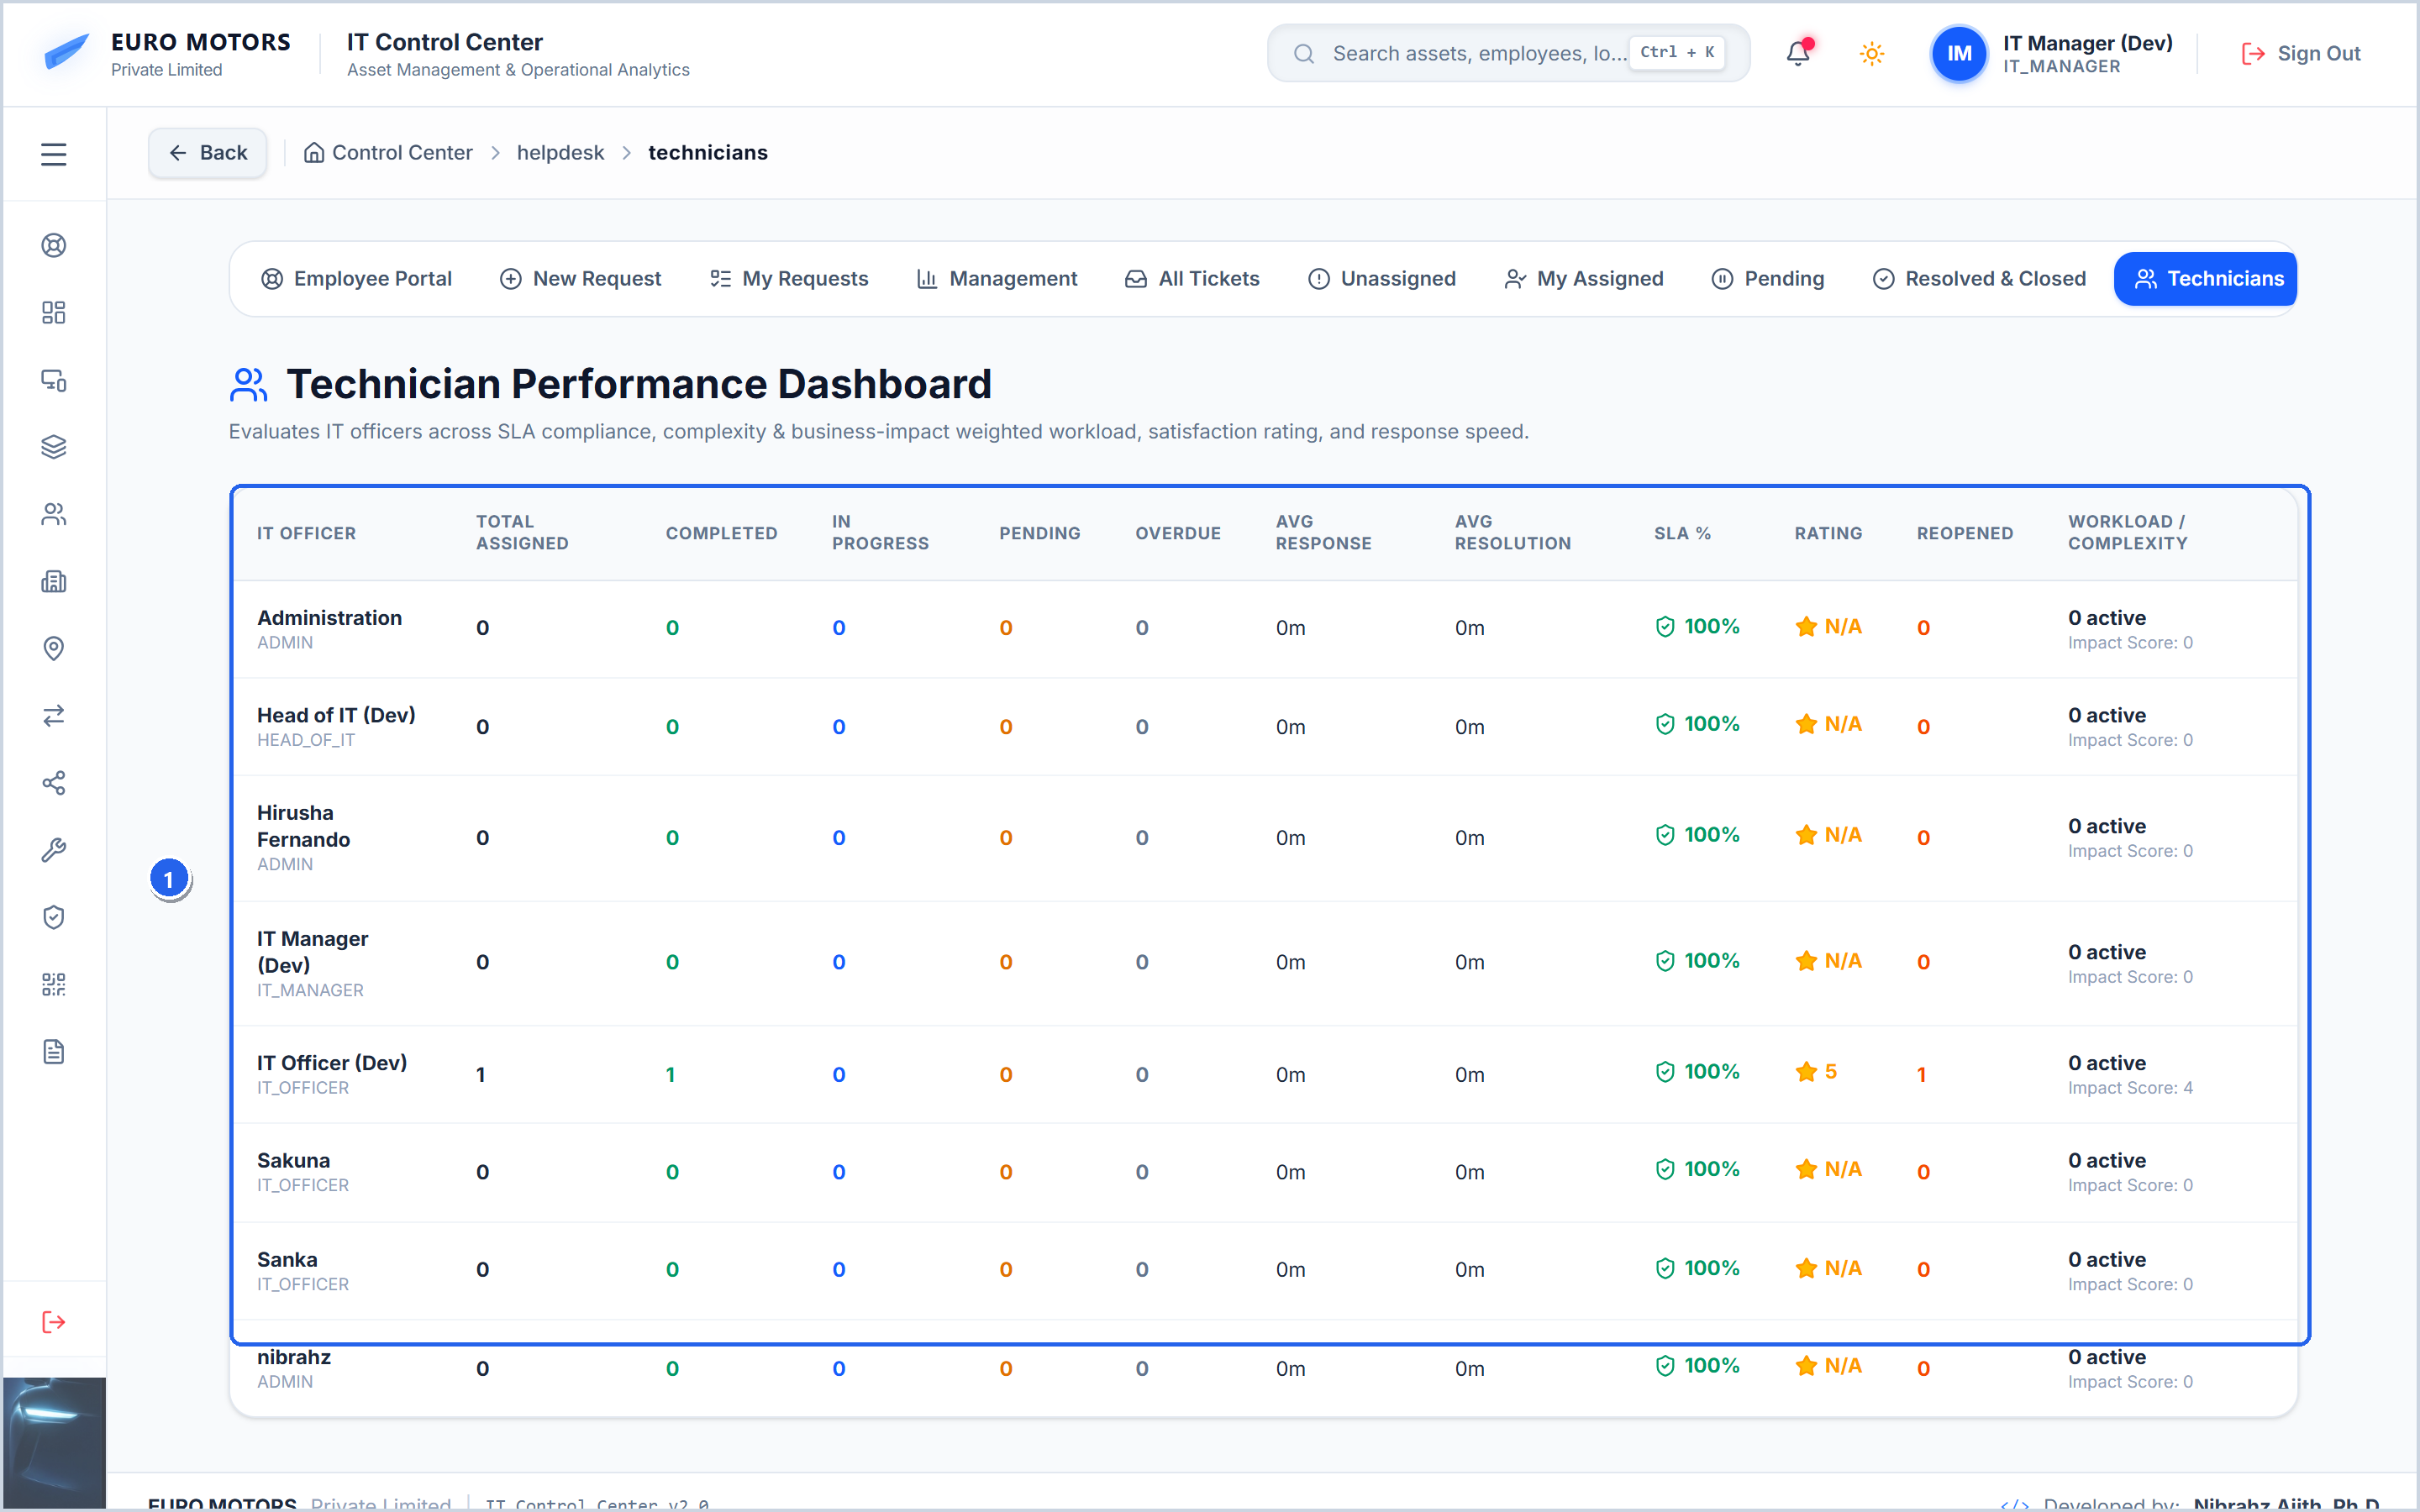 EURO MOTORS
Private Limited
IT Control Center
Asset Management & Operational Analytics
Search assets, employees, lo... Ctrl + K
IM
IT Manager (Dev)
IT_MANAGER
Sign Out
Back
Control Center > helpdesk > technicians
Employee Portal New Request My Requests Management All Tickets Unassigned My Assigned Pending Resolved & Closed Technicians
Technician Performance Dashboard
Evaluates IT officers across SLA compliance, complexity & business-impact weighted workload, satisfaction rating, and response speed.
IT OFFICER TOTAL ASSIGNED COMPLETED IN PROGRESS PENDING OVERDUE AVG RESPONSE AVG RESOLUTION SLA % RATING REOPENED WORKLOAD / COMPLEXITY
Administration
ADMIN
0 0 0 0 0 0m 0m 100% N/A 0
0 active
Impact Score: 0
Head of IT (Dev)
HEAD_OF_IT
0 0 0 0 0 0m 0m 100% N/A 0
0 active
Impact Score: 0
Hirusha
Fernando
ADMIN
0 0 0 0 0 0m 0m 100% N/A 0
0 active
Impact Score: 0
1
IT Manager
(Dev)
IT_MANAGER
0 0 0 0 0 0m 0m 100% N/A 0
0 active
Impact Score: 0
IT Officer (Dev)
IT_OFFICER
1 1 0 0 0 0m 0m 100% 5 1
0 active
Impact Score: 4
Sakuna
IT_OFFICER
0 0 0 0 0 0m 0m 100% N/A 0
0 active
Impact Score: 0
Sanka
IT_OFFICER
0 0 0 0 0 0m 0m 100% N/A 0
0 active
Impact Score: 0
nibrahz
ADMIN
0 0 0 0 0 0m 0m 100% N/A 0
0 active
Impact Score: 0
EURO MOTORS Private Limited IT Control Center v2.0
</> Developed by: Nibrahz Ajith, Ph.D